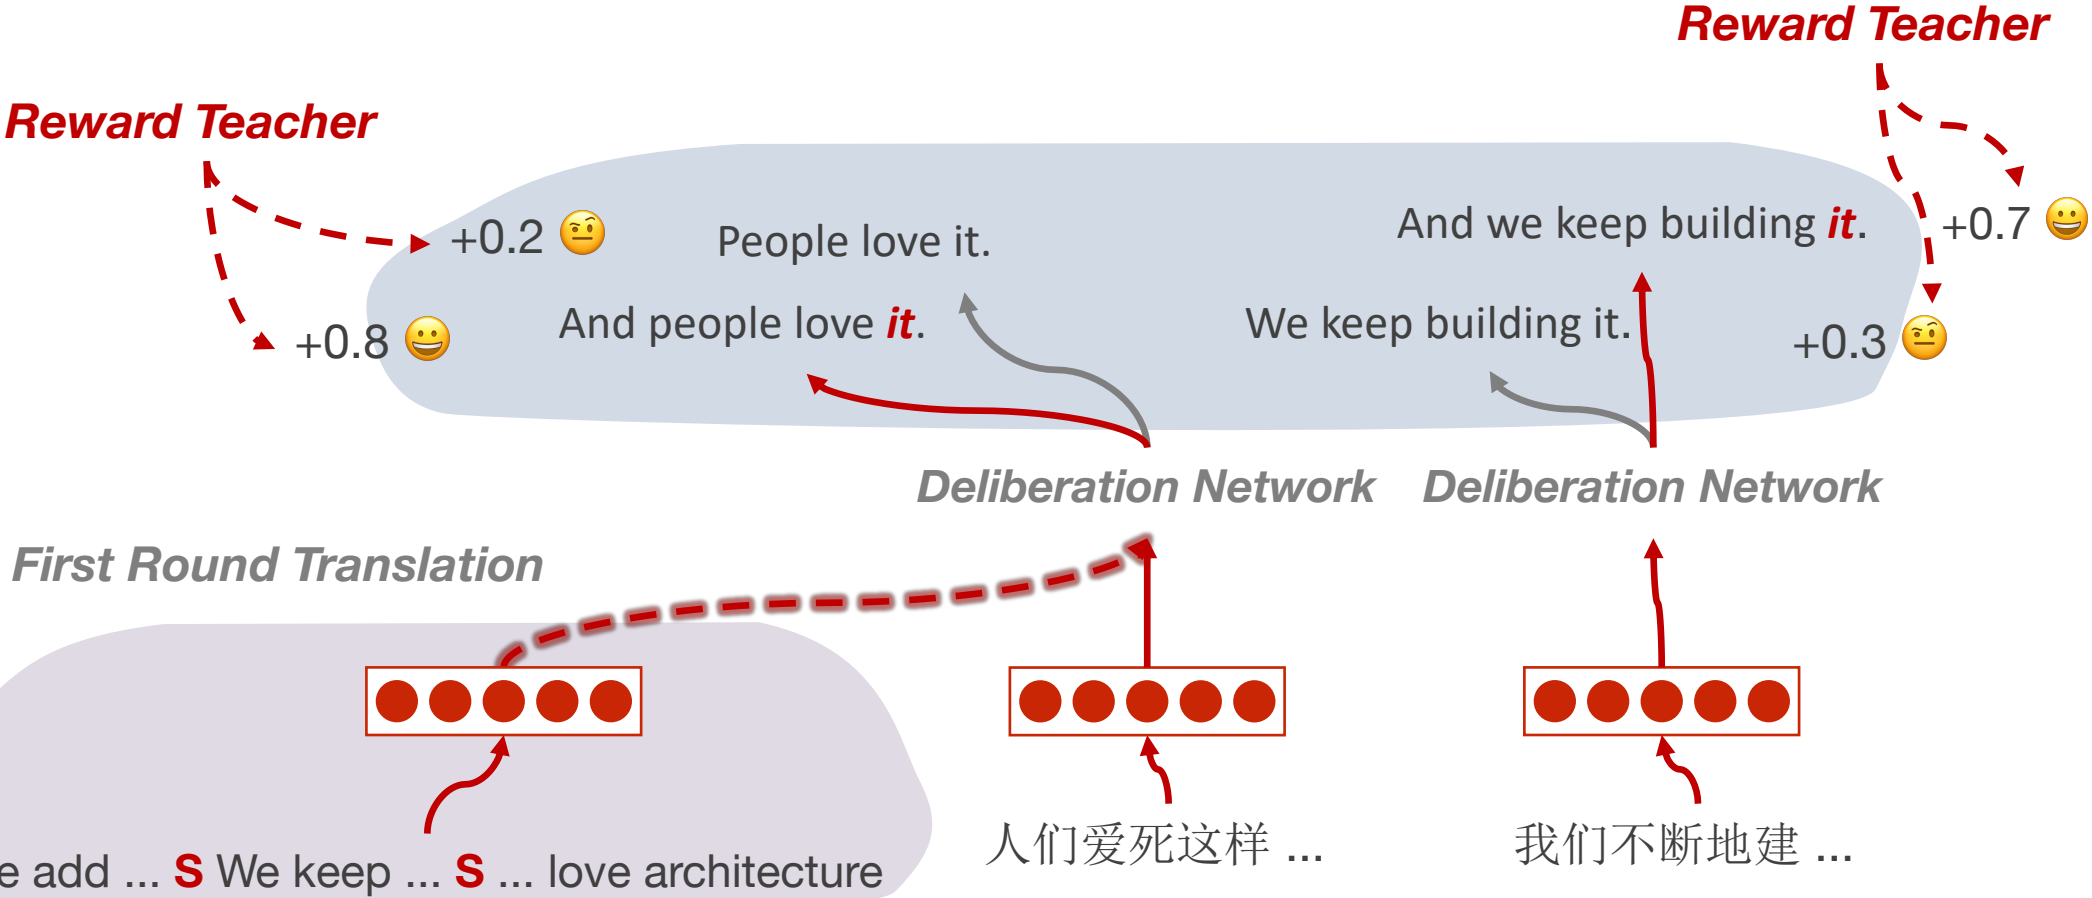 Reward Teacher
Reward Teacher
+0.2
People love it.
And we keep building it.
+0.7
+0.8
And people love it.
We keep building it.
+0.3
Deliberation Network
Deliberation Network
First Round Translation
e add ... S We keep ... S ... love architecture
人们爱死这样 ...
我们不断地建 ...